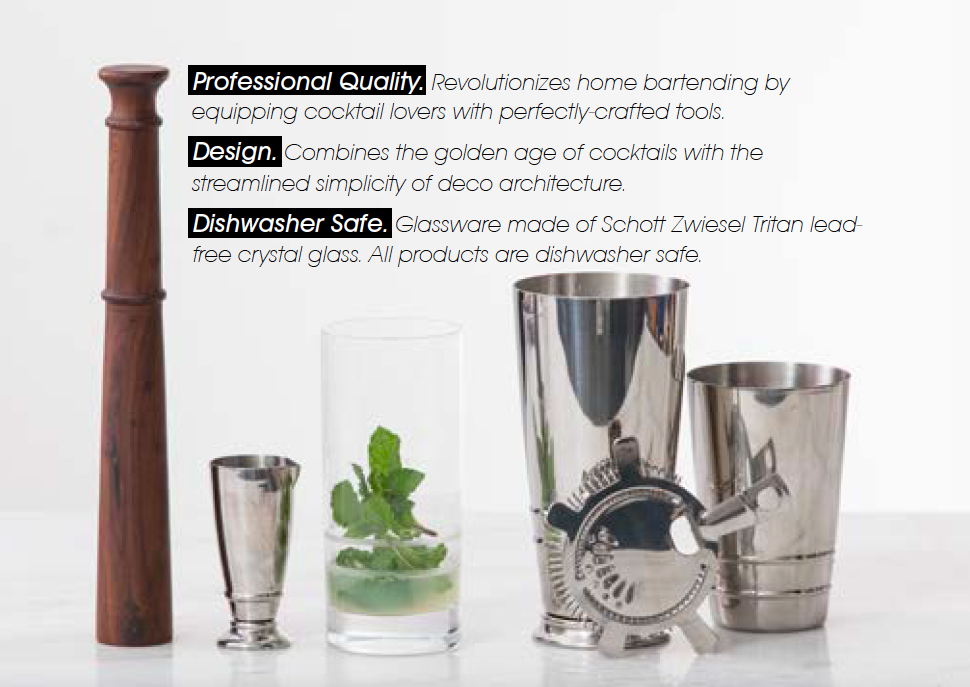 Professional Quality. Revolutionizes home bartending by
equipping cocktail lovers with perfectly-crafted tools.
Design. Combines the golden age of cocktails with the
streamlined simplicity of deco architecture.
Dishwasher Safe. Glassware made of Schott Zwiesel Tritan lead-
free crystal glass. All products are dishwasher safe.